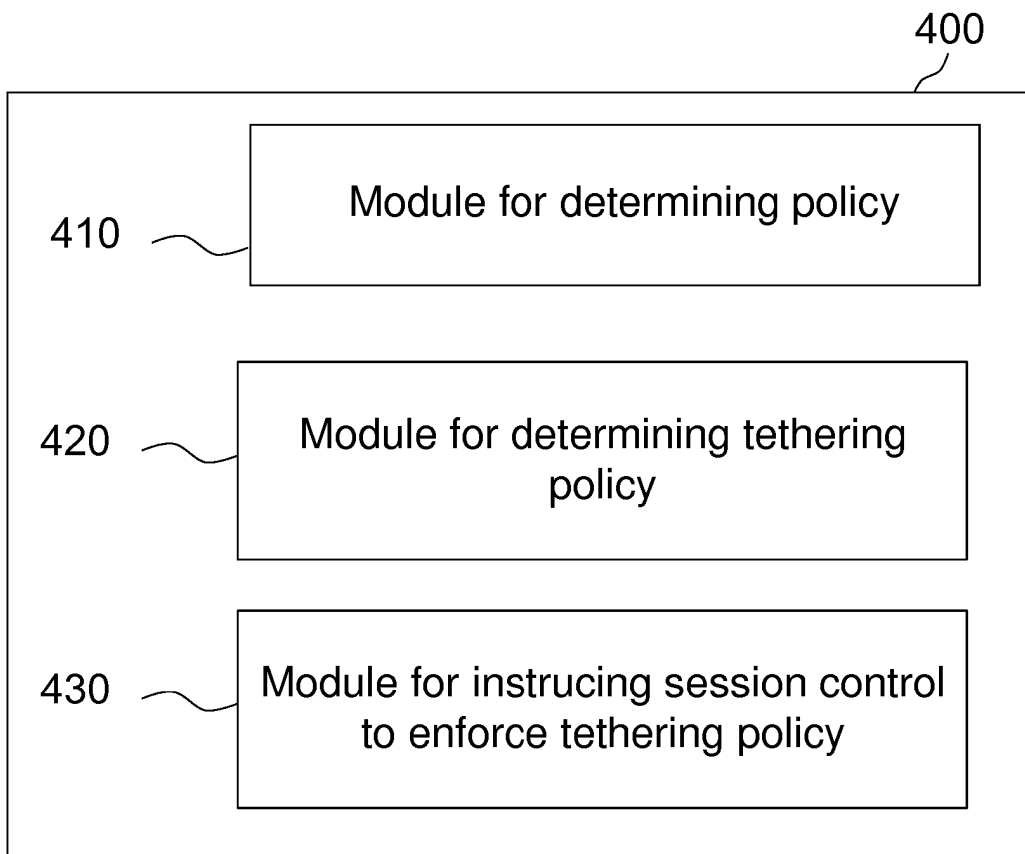 400
Module for determining policy
410
Module for determining tethering
policy
420
Module for instrucing session control
to enforce tethering policy
430